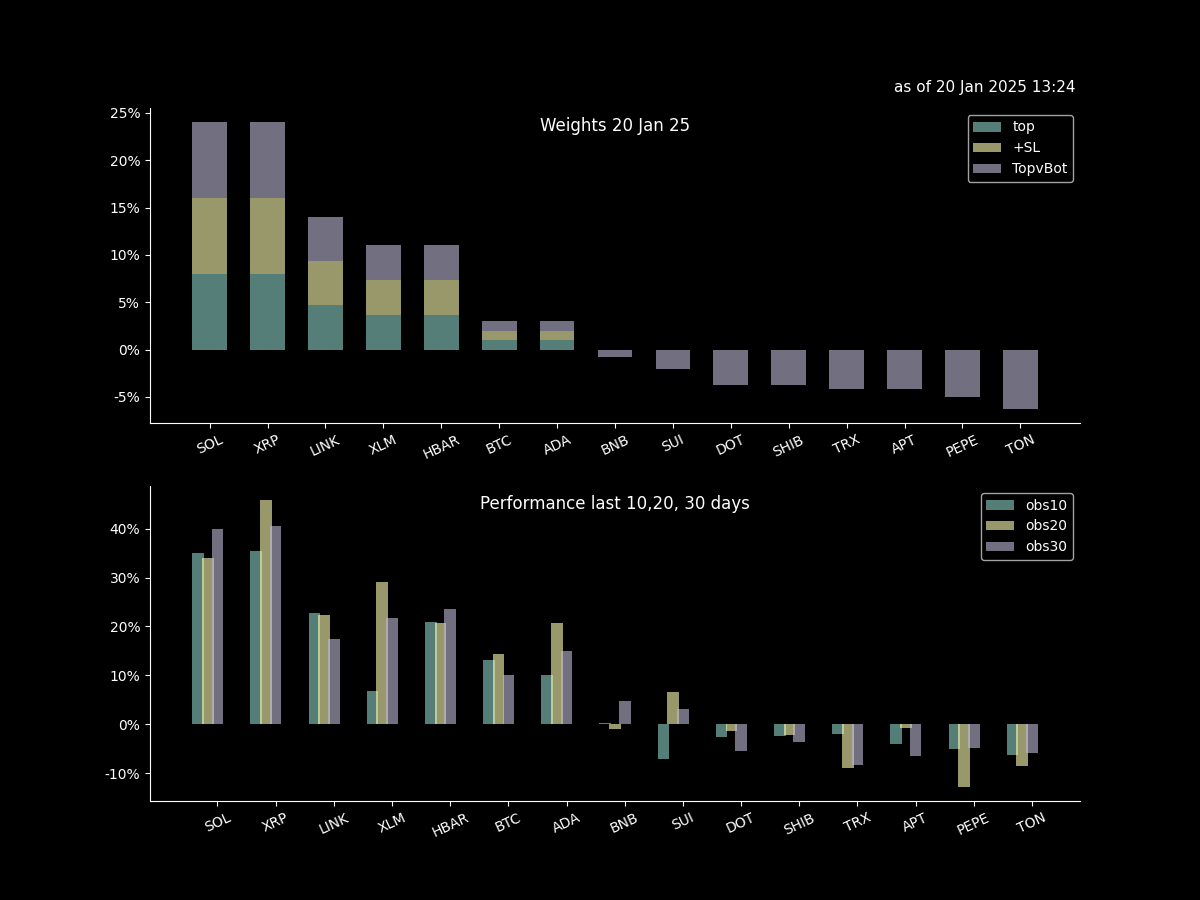 as of 20 Jan 2025 13:24
Weights 20 Jan 25
top
+SL
TopvBot
25%
20%
15%
10%
5%
0%
-5%
SOL XRP LINK XLM HBAR BTC ADA BNB SUI DOT SHIB TRX APT PEPE TON
Performance last 10,20, 30 days
obs10
obs20
obs30
40%
30%
20%
10%
0%
-10%
SOL XRP LINK XLM HBAR BTC ADA BNB SUI DOT SHIB TRX APT PEPE TON